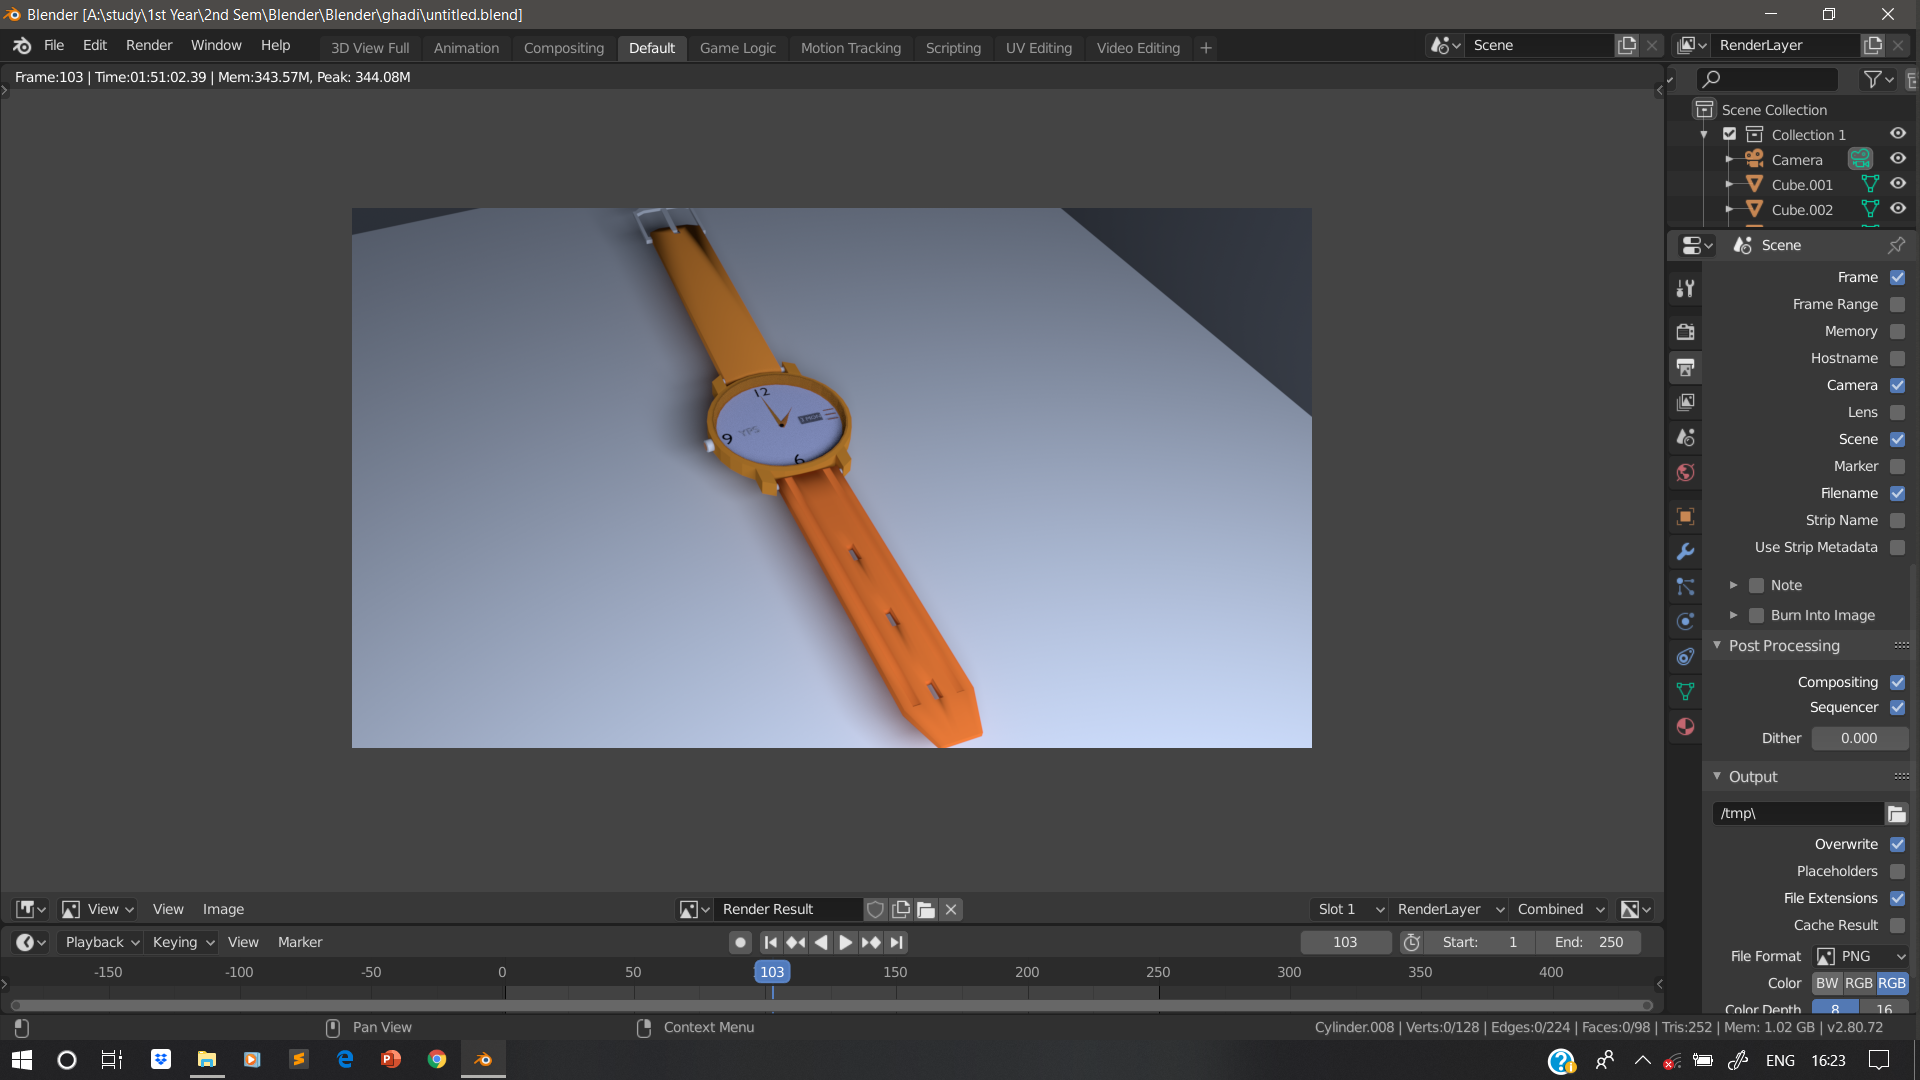 Blender [A:\study\1st Year\2nd Sem\Blender\Blender\ghadi\untitled.blend]
File Edit Render Window Help 3D View Full Animation Compositing Default Game Logic Motion Tracking Scripting UV Editing Video Editing + Scene RenderLayer
Frame:103 | Time:01:51:02.39 | Mem:343.57M, Peak: 344.08M
Scene Collection
Collection 1
Camera
Cube.001
Cube.002
Scene
Frame
Frame Range
Memory
Hostname
Camera
Lens
Scene
Marker
Filename
Strip Name
Use Strip Metadata
Note
Burn Into Image
Post Processing
Compositing
Sequencer
Dither 0.000
Output
/tmp\
Overwrite
Placeholders
File Extensions
Cache Result
File Format PNG
Color BW RGB RGB
Color Depth 8 16
12
9
YPS
6
View View Image Render Result Slot 1 RenderLayer Combined
Playback Keying View Marker 103 Start: 1 End: 250
-150 -100 -50 0 50 103 150 200 250 300 350 400
Pan View Context Menu Cylinder.008 | Verts:0/128 | Edges:0/224 | Faces:0/98 | Tris:252 | Mem: 1.02 GB | v2.80.72
ENG 16:23